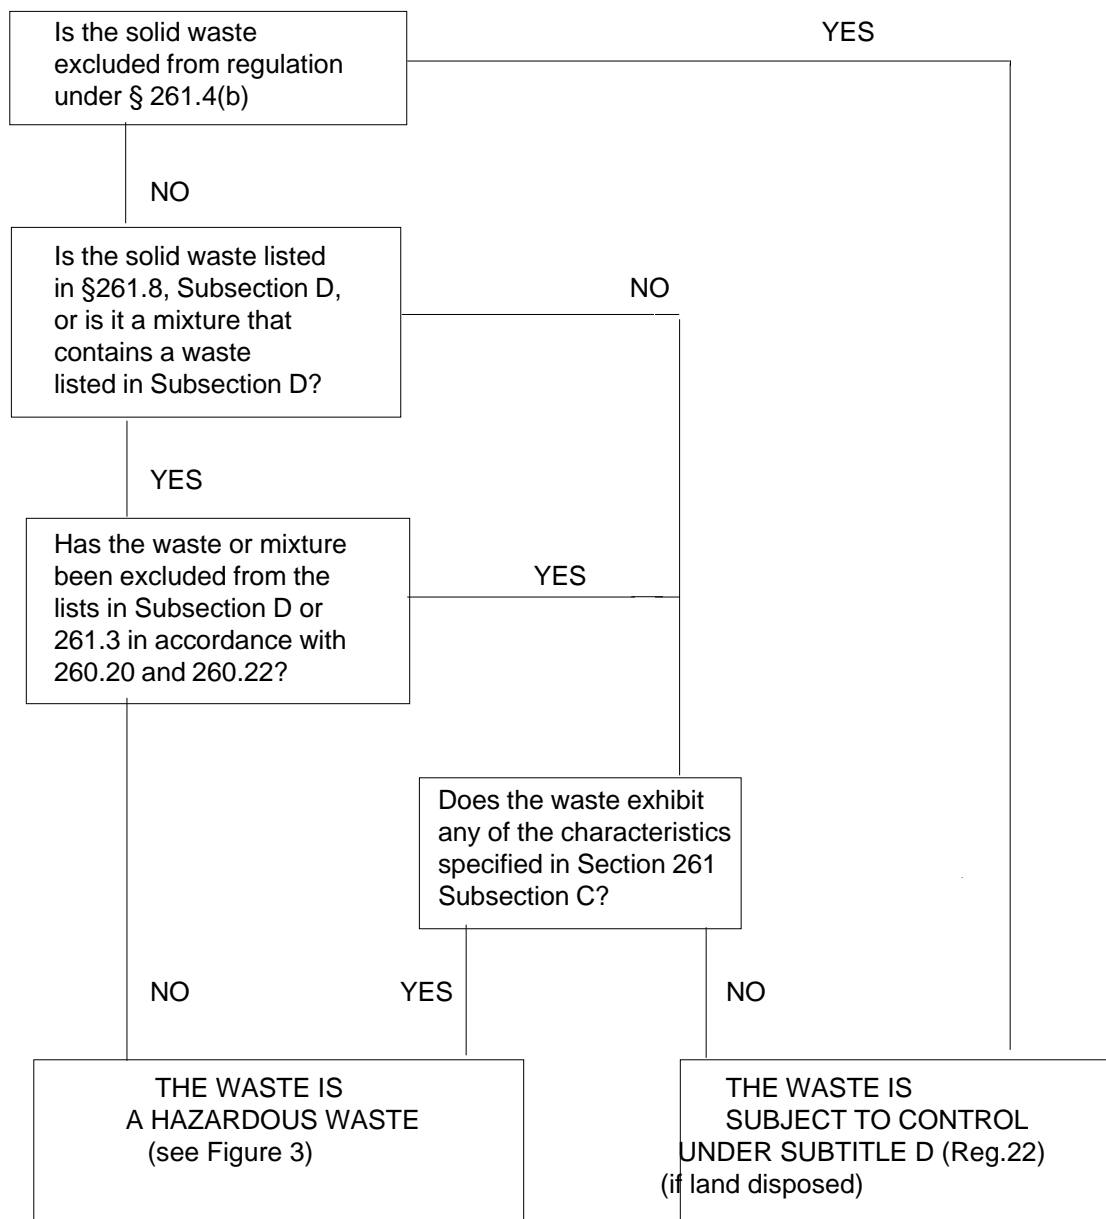 Is the solid waste
excluded from regulation
under § 261.4(b)
YES
NO
Is the solid waste listed
in §261.8, Subsection D,
or is it a mixture that
contains a waste
listed in Subsection D?
NO
YES
Has the waste or mixture
been excluded from the
lists in Subsection D or
261.3 in accordance with
260.20 and 260.22?
YES
Does the waste exhibit
any of the characteristics
specified in Section 261
Subsection C?
NO
YES
NO
THE WASTE IS
A HAZARDOUS WASTE
(see Figure 3)
THE WASTE IS
SUBJECT TO CONTROL
UNDER SUBTITLE D (Reg.22)
(if land disposed)